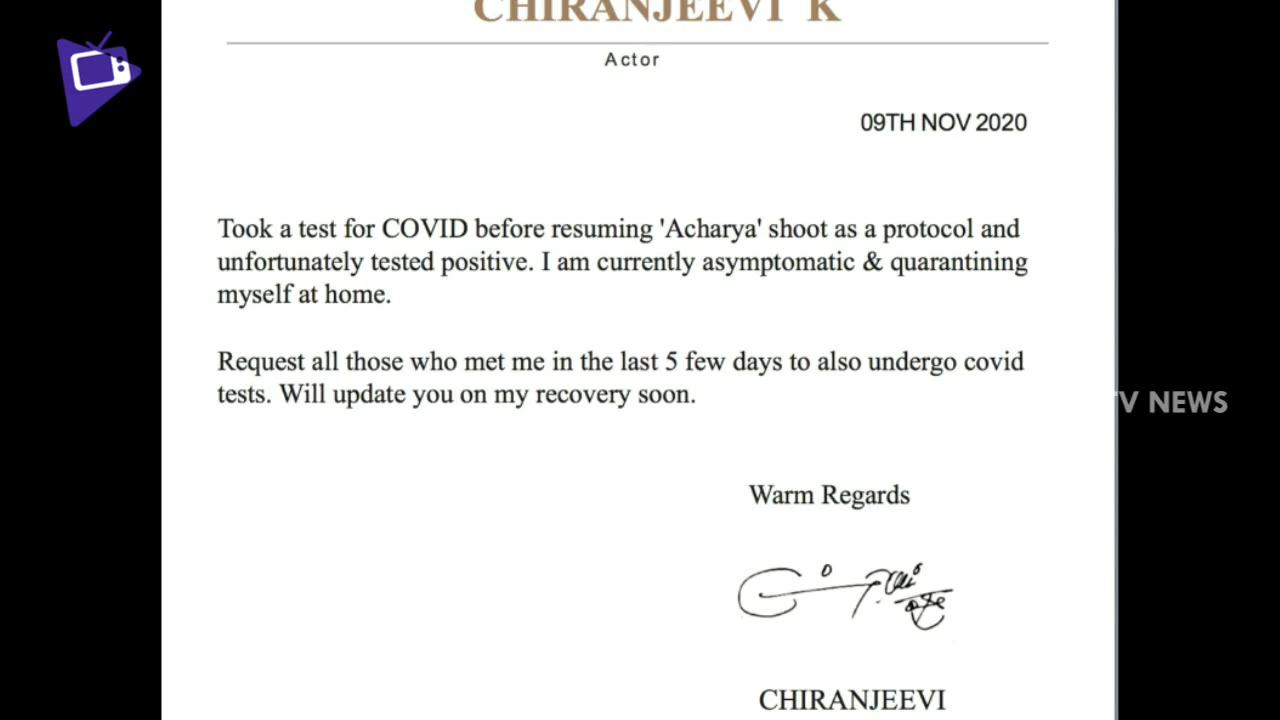 CHIRANJEEVI K
Actor
09TH NOV 2020
Took a test for COVID before resuming 'Acharya' shoot as a protocol and
unfortunately tested positive. I am currently asymptomatic & quarantining
myself at home.
Request all those who met me in the last 5 few days to also undergo covid
tests. Will update you on my recovery soon.
TV NEWS
Warm Regards
CHIRANJEEVI